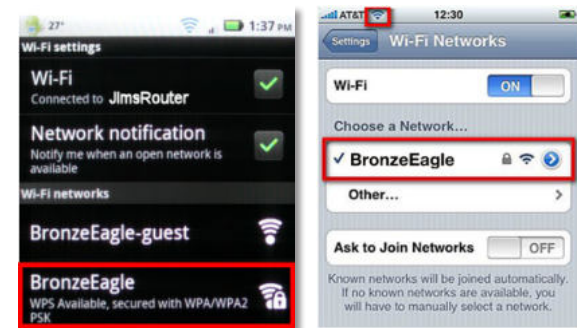 27°
1:37 PM
Wi-Fi settings
Wi-Fi
Connected to JimsRouter
Network notification
Notify me when an open network is
available
Wi-Fi networks
BronzeEagle-guest
BronzeEagle
WPS Available, secured with WPA/WPA2
PSK
AT&T
12:30
Settings
Wi-Fi Networks
Wi-Fi
ON
Choose a Network...
BronzeEagle
Other...
Ask to Join Networks
OFF
Known networks will be joined automatically.
If no known networks are available, you
will have to manually select a network.